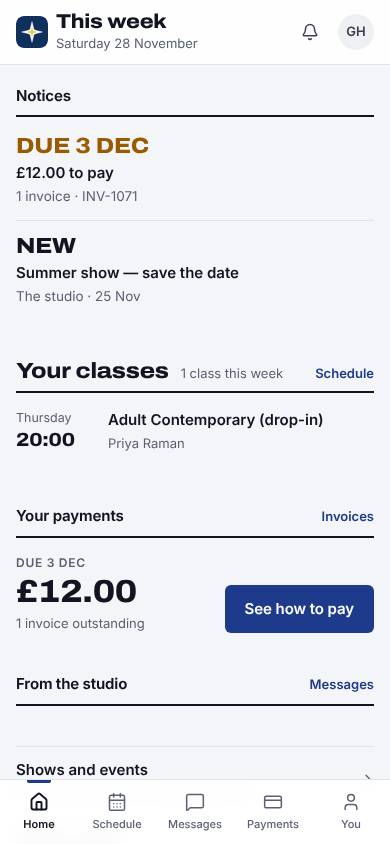 This week
Saturday 28 November
GH
Notices
DUE 3 DEC
£12.00 to pay
1 invoice · INV-1071
NEW
Summer show — save the date
The studio · 25 Nov
Your classes 1 class this week Schedule
Thursday
20:00
Adult Contemporary (drop-in)
Priya Raman
Your payments Invoices
DUE 3 DEC
£12.00
1 invoice outstanding
See how to pay
From the studio Messages
Shows and events
Home Schedule Messages Payments You